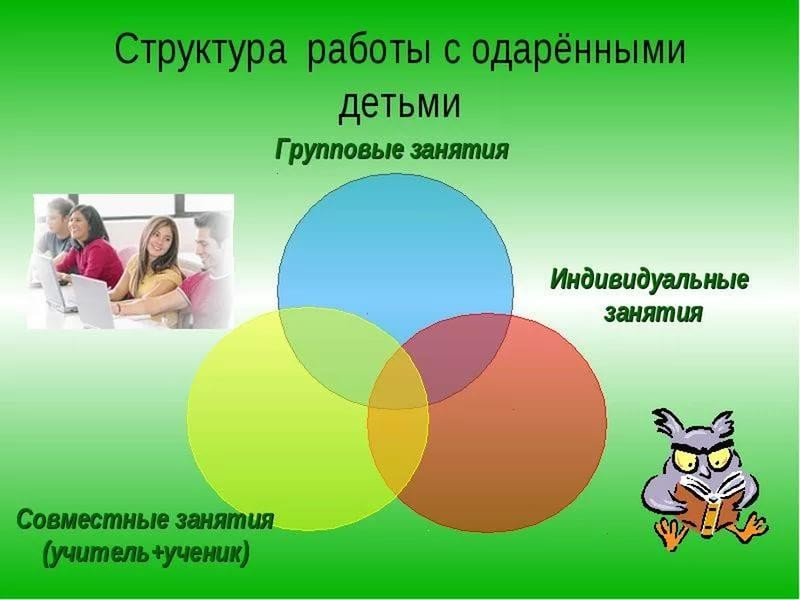 Структура работы с одарёнными
детьми
Групповые занятия
Индивидуальные
занятия
Совместные занятия
(учитель+ученик)